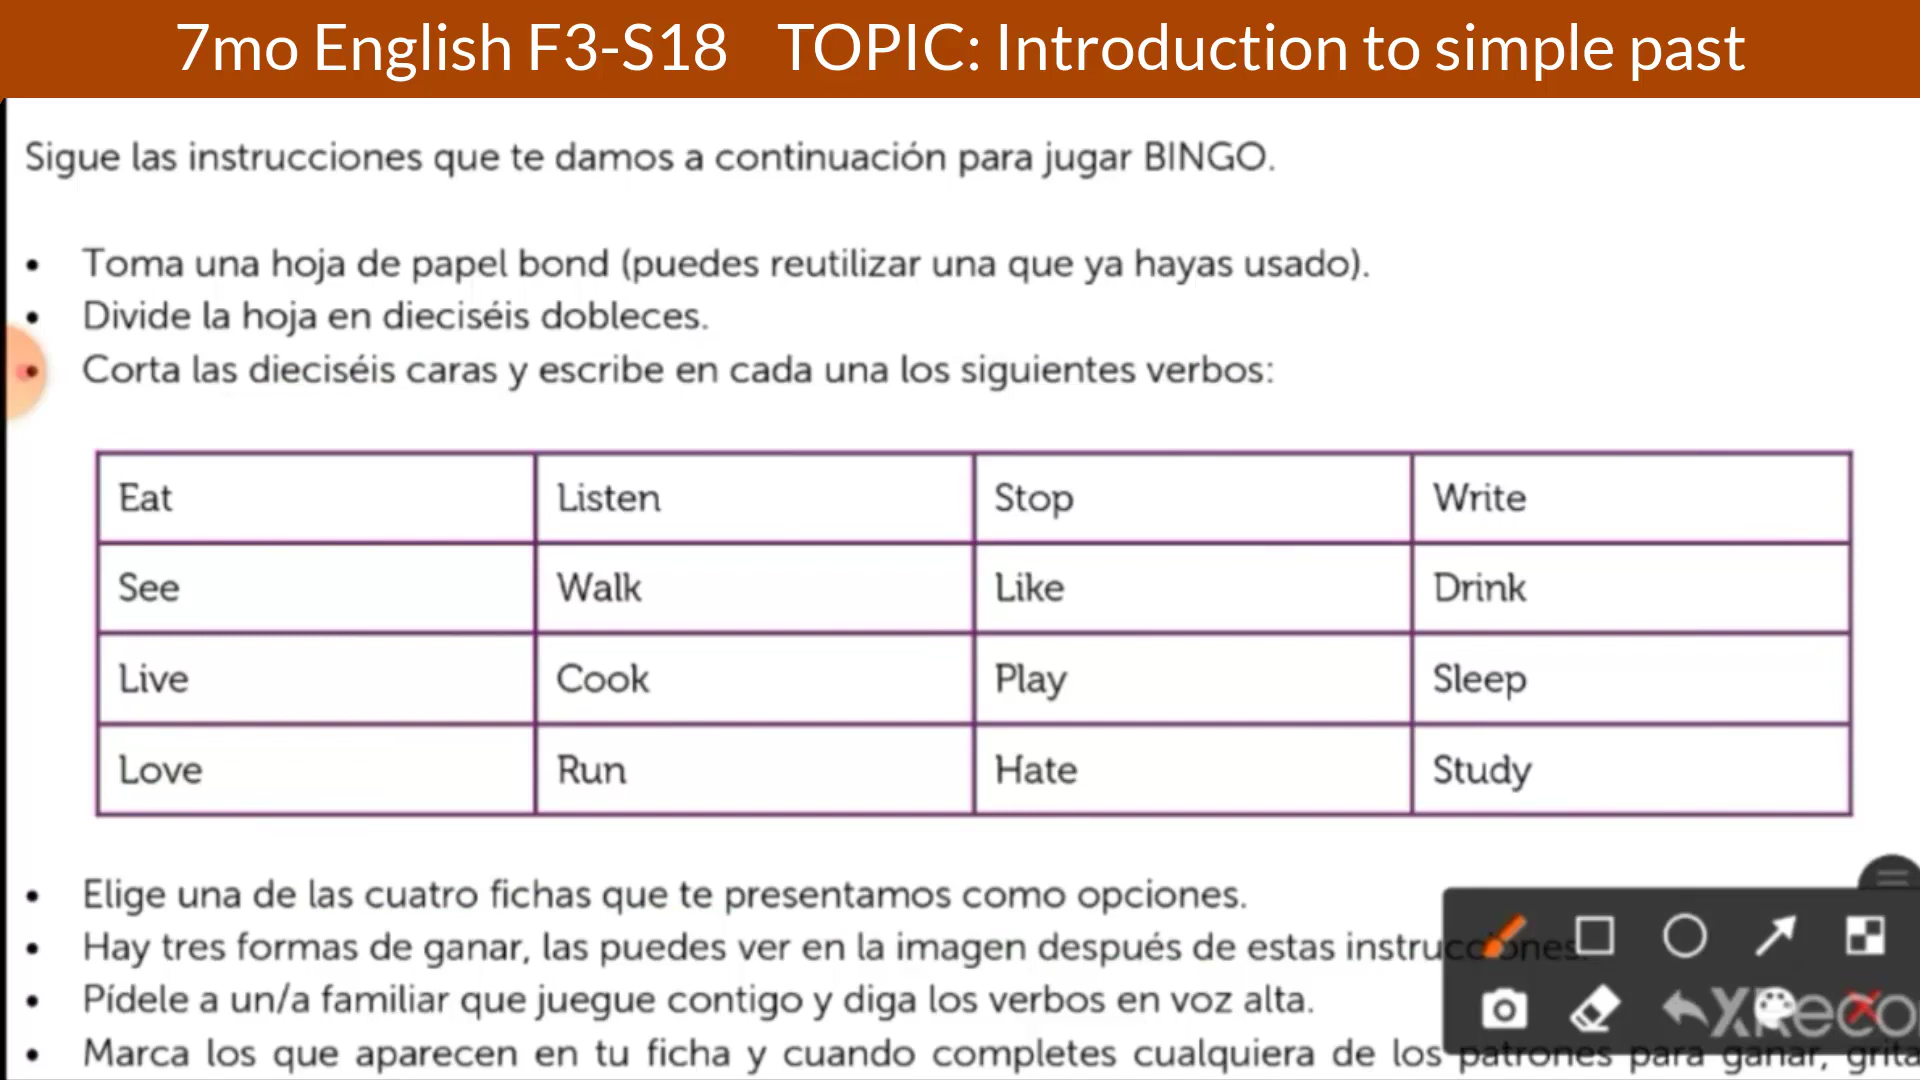 7mo English F3-S18 TOPIC: Introduction to simple past
Sigue las instrucciones que te damos a continuación para jugar BINGO.
• Toma una hoja de papel bond (puedes reutilizar una que ya hayas usado).
• Divide la hoja en dieciséis dobleces.
• Corta las dieciséis caras y escribe en cada una los siguientes verbos:
Eat Listen Stop Write
See Walk Like Drink
Live Cook Play Sleep
Love Run Hate Study
• Elige una de las cuatro fichas que te presentamos como opciones.
• Hay tres formas de ganar, las puedes ver en la imagen después de estas instrucciones.
• Pídele a un/a familiar que juegue contigo y diga los verbos en voz alta.
• Marca los que aparecen en tu ficha y cuando completes cualquiera de los patrones para ganar, grita